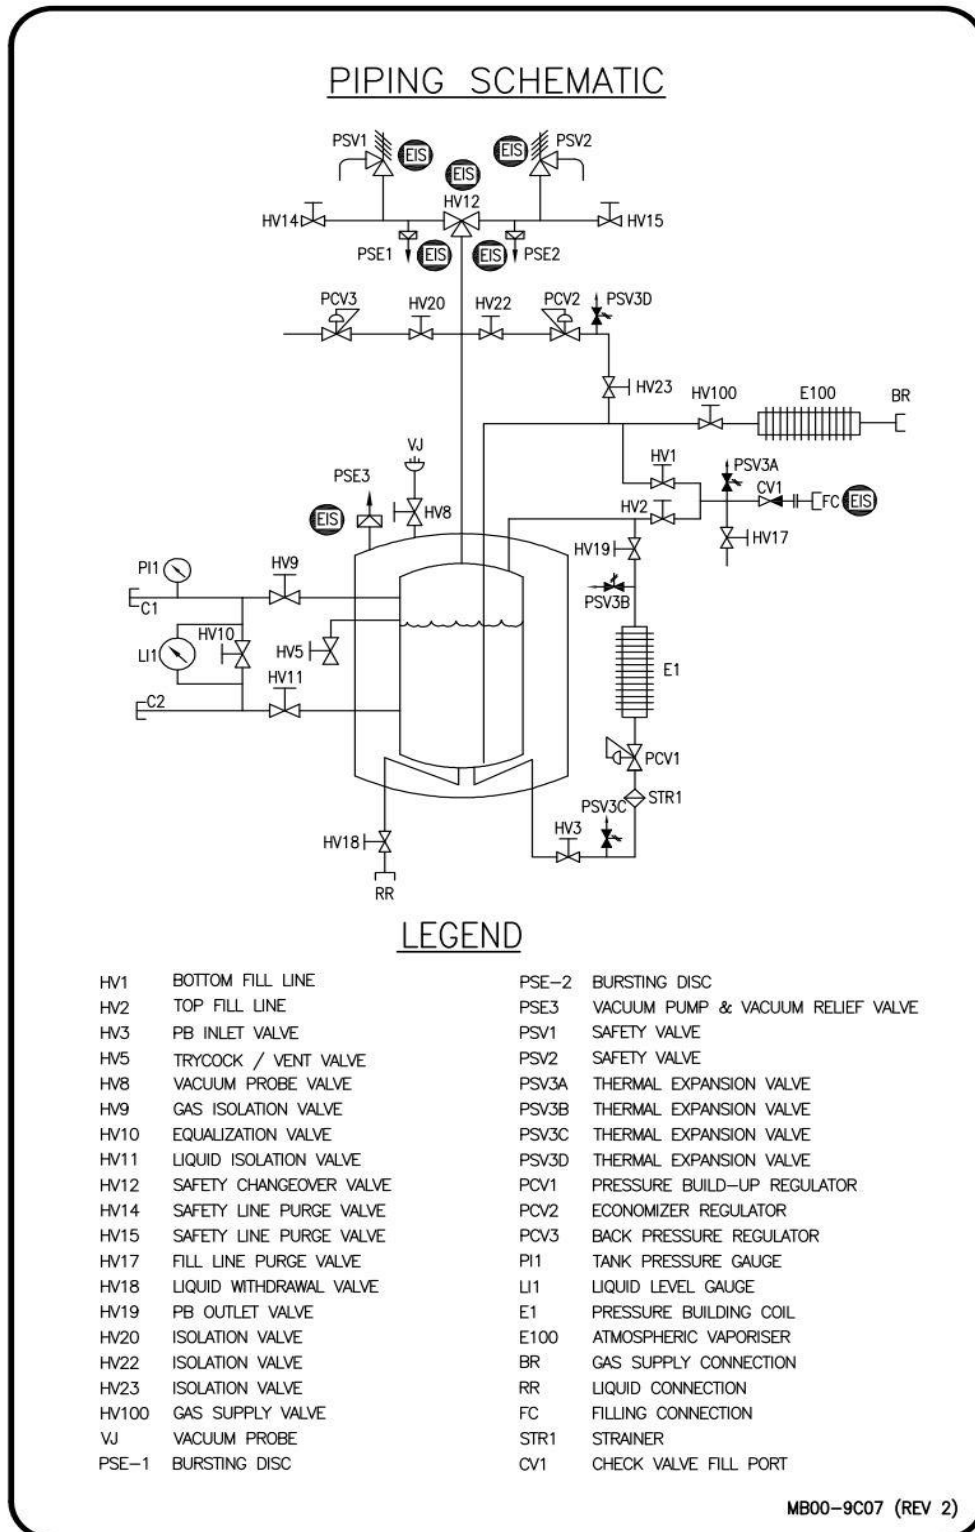 PIPING SCHEMATIC
PSV1
EIS
EIS
PSV2
EIS
HV12
HV14
HV15
PSE1
EIS
EIS
PSE2
PCV3
HV20
HV22
PCV2
PSV3D
HV23
HV100
E100
BR
VJ
PSE3
HV1
PSV3A
CV1
EIS
HV8
HV2
FC
EIS
HV17
HV19
PI1
HV9
C1
PSV3B
HV10
LI1
HV5
E1
HV11
C2
PCV1
STR1
PSV3C
HV3
HV18
RR
LEGEND
HV1 BOTTOM FILL LINE
HV2 TOP FILL LINE
HV3 PB INLET VALVE
HV5 TRYCOCK / VENT VALVE
HV8 VACUUM PROBE VALVE
HV9 GAS ISOLATION VALVE
HV10 EQUALIZATION VALVE
HV11 LIQUID ISOLATION VALVE
HV12 SAFETY CHANGEOVER VALVE
HV14 SAFETY LINE PURGE VALVE
HV15 SAFETY LINE PURGE VALVE
HV17 FILL LINE PURGE VALVE
HV18 LIQUID WITHDRAWAL VALVE
HV19 PB OUTLET VALVE
HV20 ISOLATION VALVE
HV22 ISOLATION VALVE
HV23 ISOLATION VALVE
HV100 GAS SUPPLY VALVE
VJ VACUUM PROBE
PSE-1 BURSTING DISC
PSE-2 BURSTING DISC
PSE3 VACUUM PUMP & VACUUM RELIEF VALVE
PSV1 SAFETY VALVE
PSV2 SAFETY VALVE
PSV3A THERMAL EXPANSION VALVE
PSV3B THERMAL EXPANSION VALVE
PSV3C THERMAL EXPANSION VALVE
PSV3D THERMAL EXPANSION VALVE
PCV1 PRESSURE BUILD-UP REGULATOR
PCV2 ECONOMIZER REGULATOR
PCV3 BACK PRESSURE REGULATOR
PI1 TANK PRESSURE GAUGE
LI1 LIQUID LEVEL GAUGE
E1 PRESSURE BUILDING COIL
E100 ATMOSPHERIC VAPORISER
BR GAS SUPPLY CONNECTION
RR LIQUID CONNECTION
FC FILLING CONNECTION
STR1 STRAINER
CV1 CHECK VALVE FILL PORT
MB00-9C07 (REV 2)